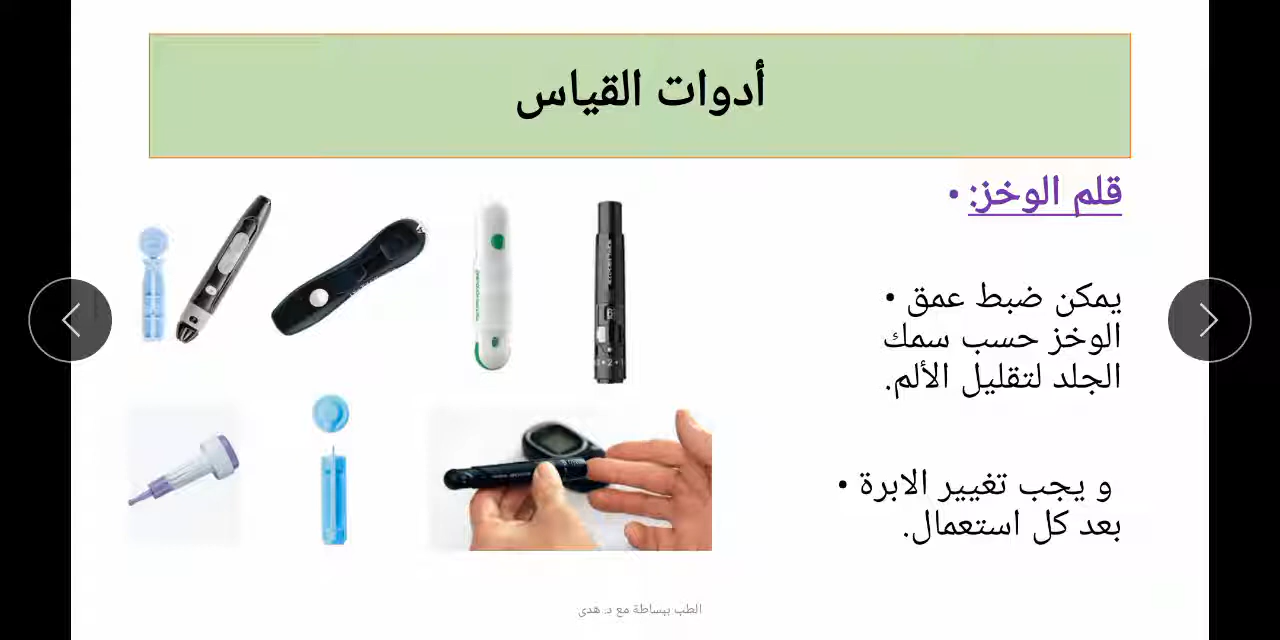 أدوات القياس
قلم الوخز: •
يمكن ضبط عمق •
الوخز حسب سمك
الجلد لتقليل الألم.
و يجب تغيير الابرة •
بعد كل استعمال.
الطب ببساطة مع د. هدى